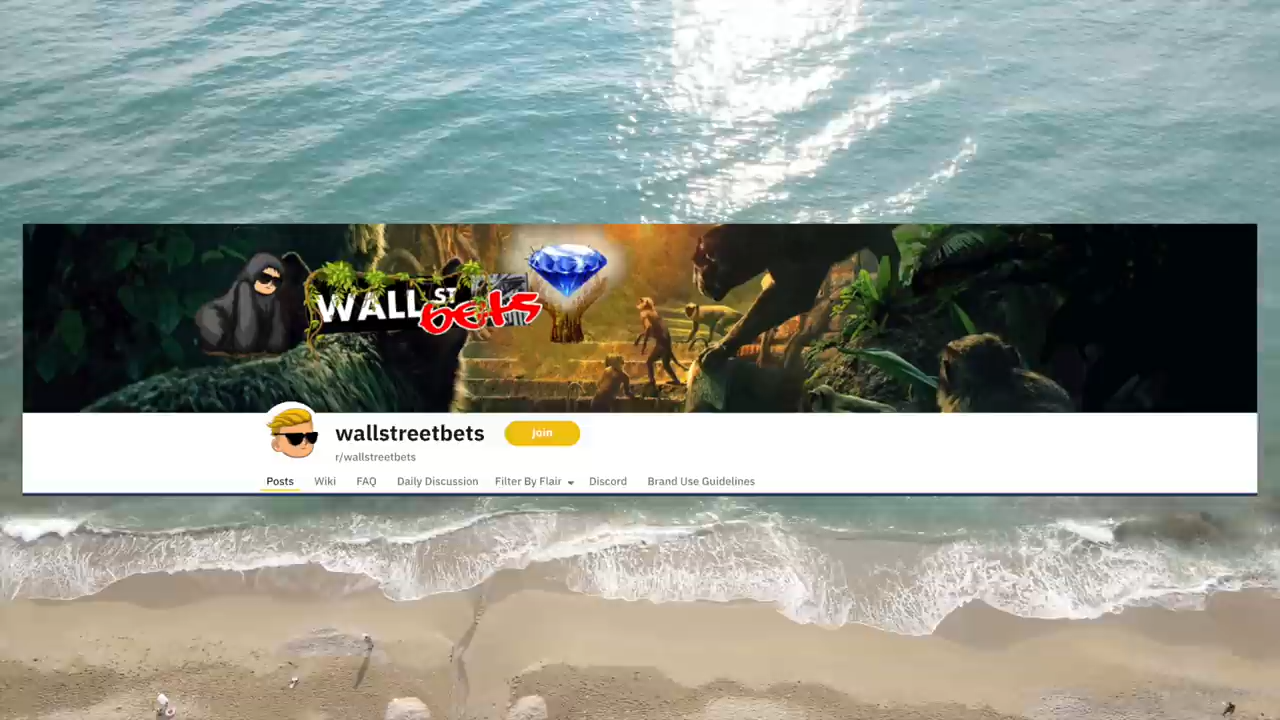 WALL ST
bets
wallstreetbets
Join
r/wallstreetbets
Posts Wiki FAQ Daily Discussion Filter By Flair Discord Brand Use Guidelines